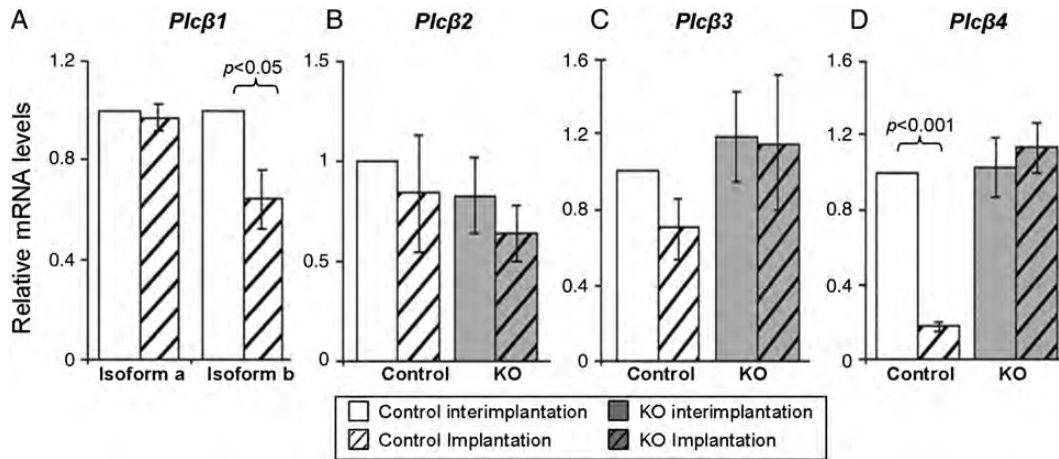 A Plcβ1 B Plcβ2 C Plcβ3 D Plcβ4
Relative mRNA levels
1.2
0.8
0.4
0
p<0.05
Isoform a Isoform b
1.5
1
0.5
0
Control KO
1.6
1.2
0.8
0.4
0
Control KO
1.6
1.2
0.8
0.4
0
p<0.001
Control KO
Control interimplantation KO interimplantation
Control Implantation KO Implantation